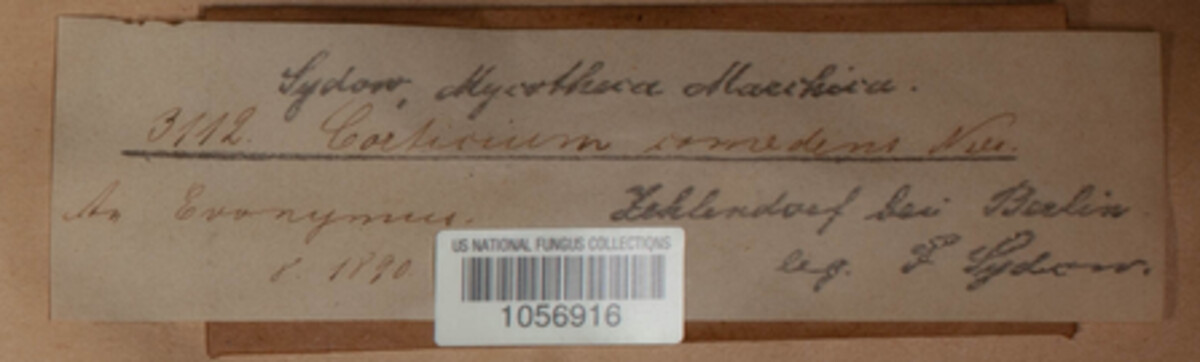 Sydow, Mycotheca Marchica.
3112. Corticium comedens Nees.
An Evonymus. Zehlendorf bei Berlin
8. 1890 leg. P Sydow.
US NATIONAL FUNGUS COLLECTIONS
1056916